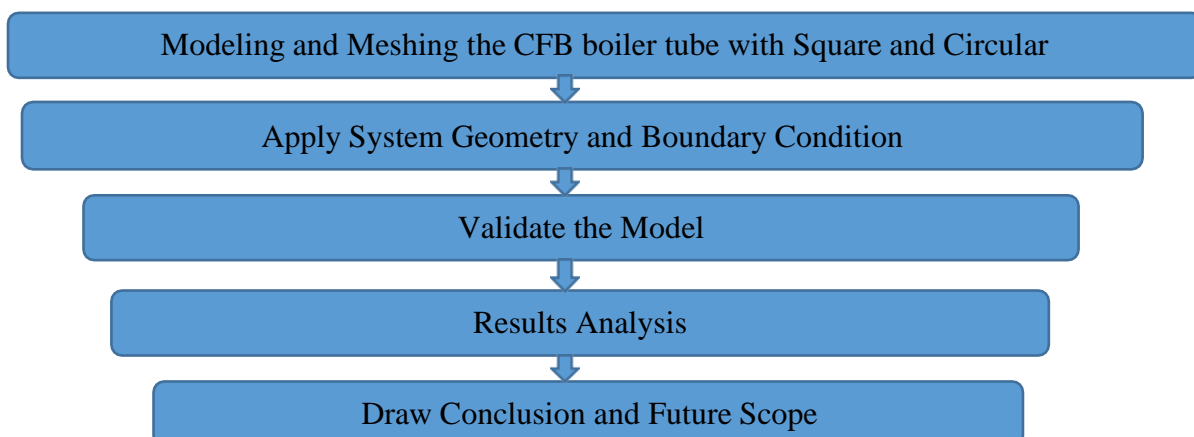 Modeling and Meshing the CFB boiler tube with Square and Circular
Apply System Geometry and Boundary Condition
Validate the Model
Results Analysis
Draw Conclusion and Future Scope